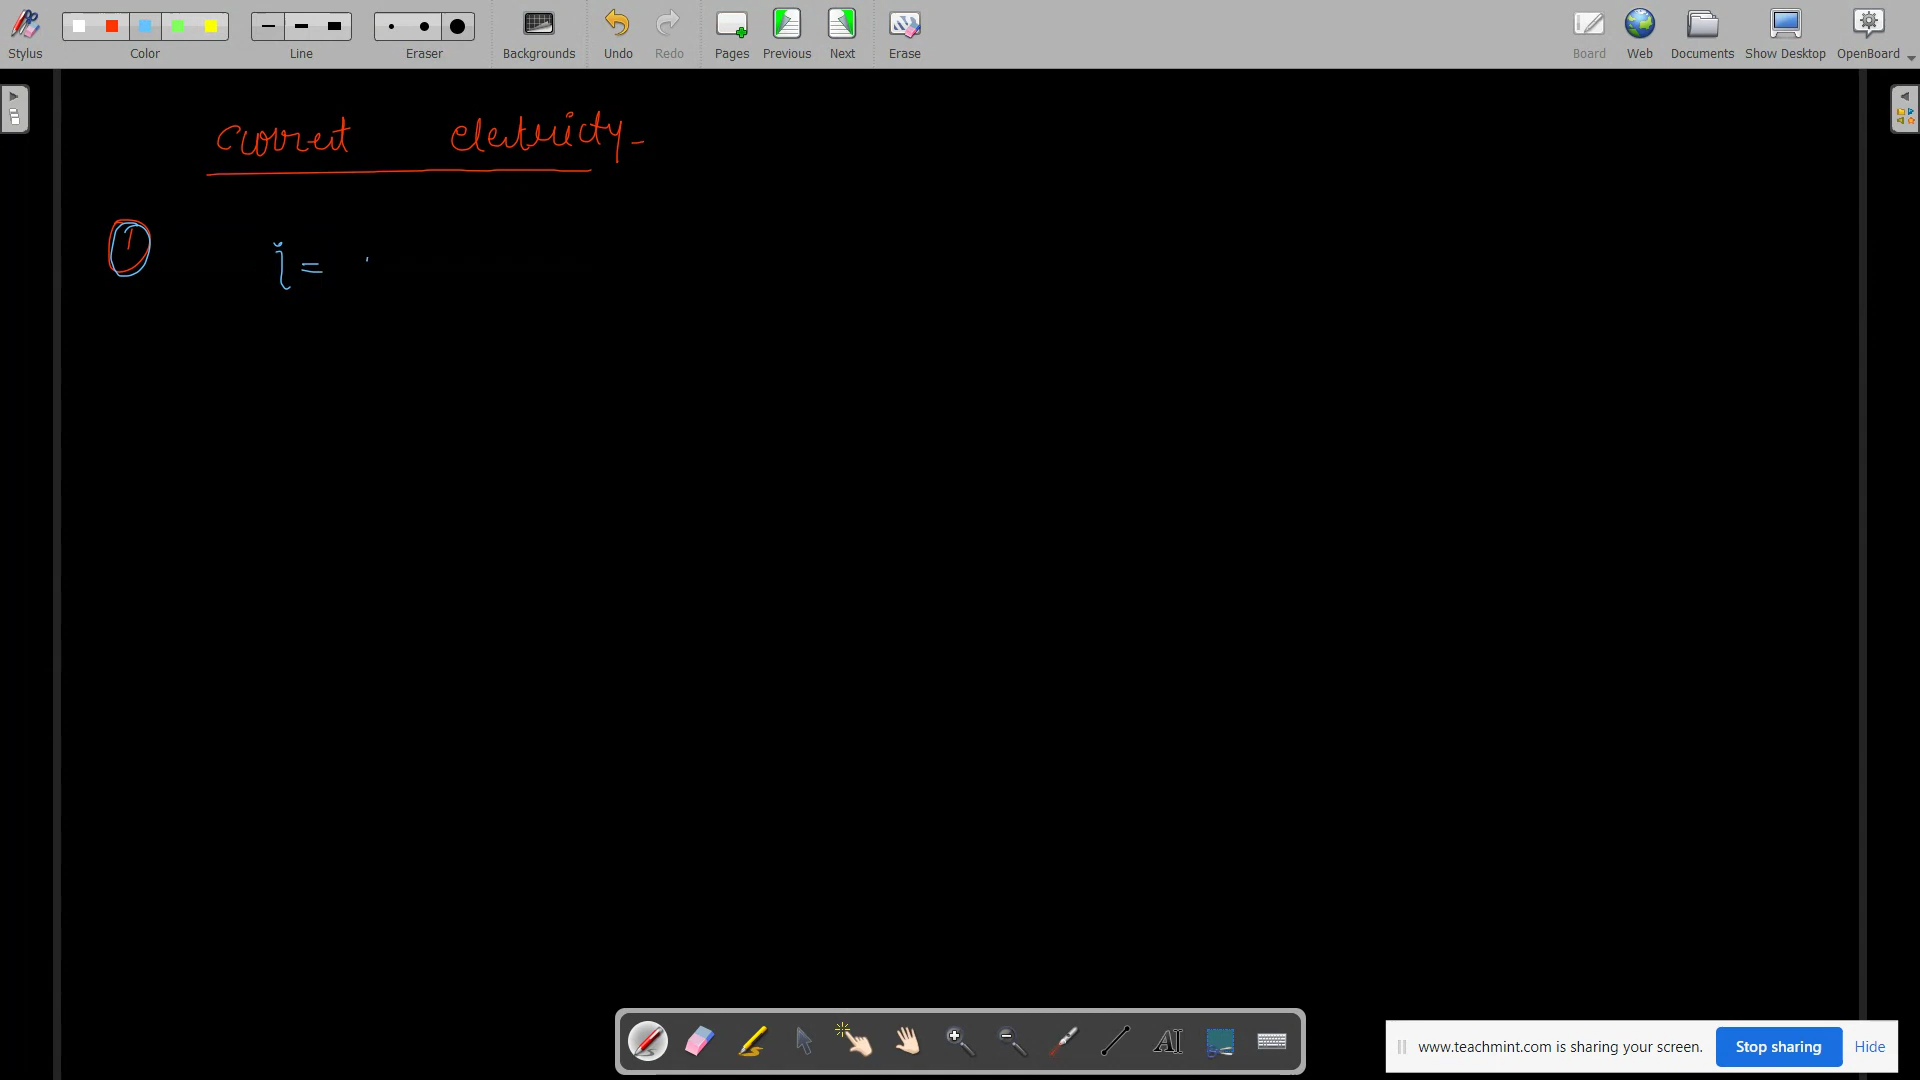 Stylus Color Line Eraser Backgrounds Undo Redo Pages Previous Next Erase Board Web Documents Show Desktop OpenBoard
current electricity
1 i =
www.teachmint.com is sharing your screen. Stop sharing Hide